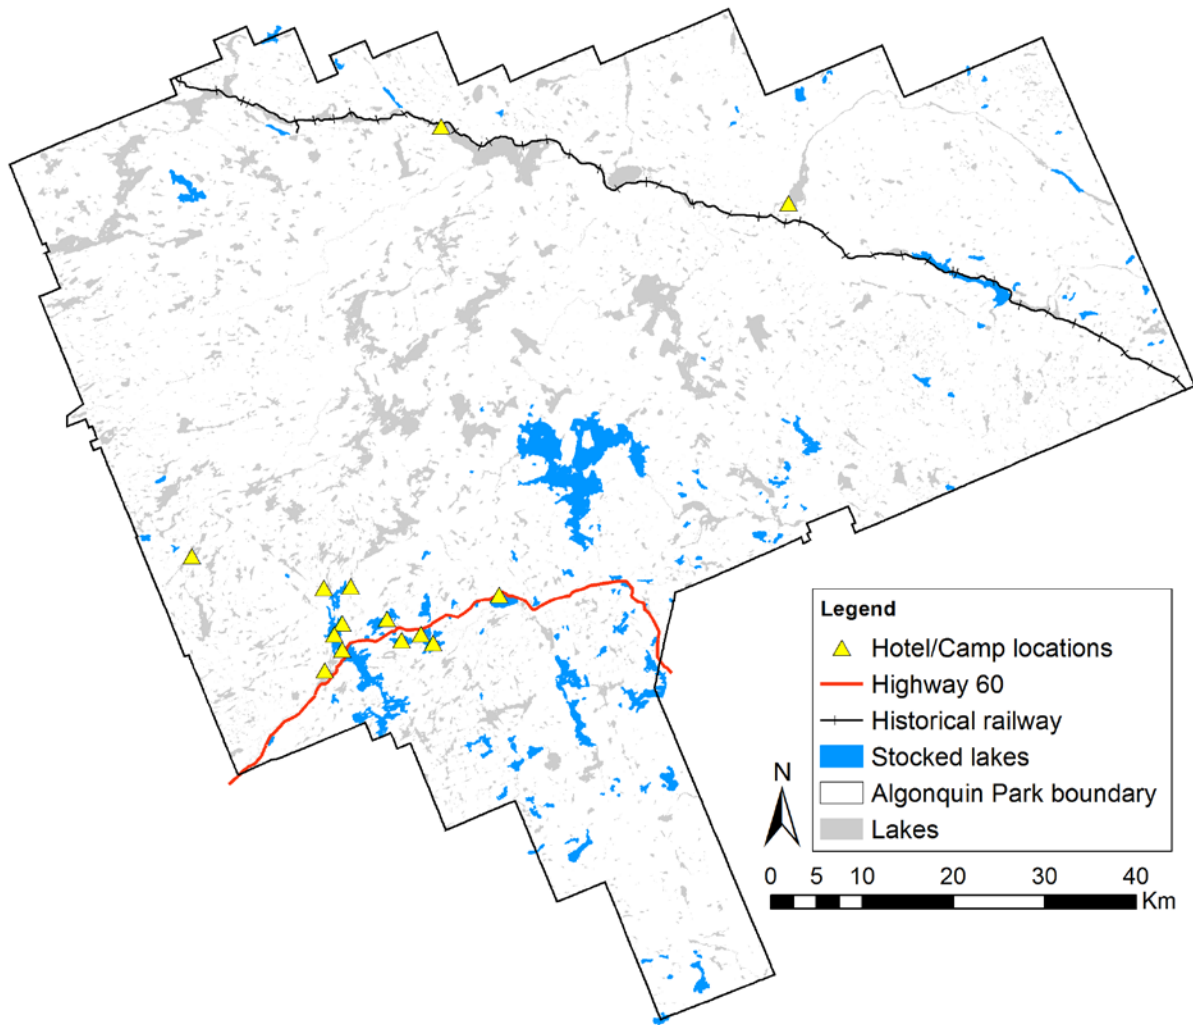 Legend
Hotel/Camp locations
Highway 60
Historical railway
Stocked lakes
Algonquin Park boundary
Lakes
N
0 5 10 20 30 40
Km